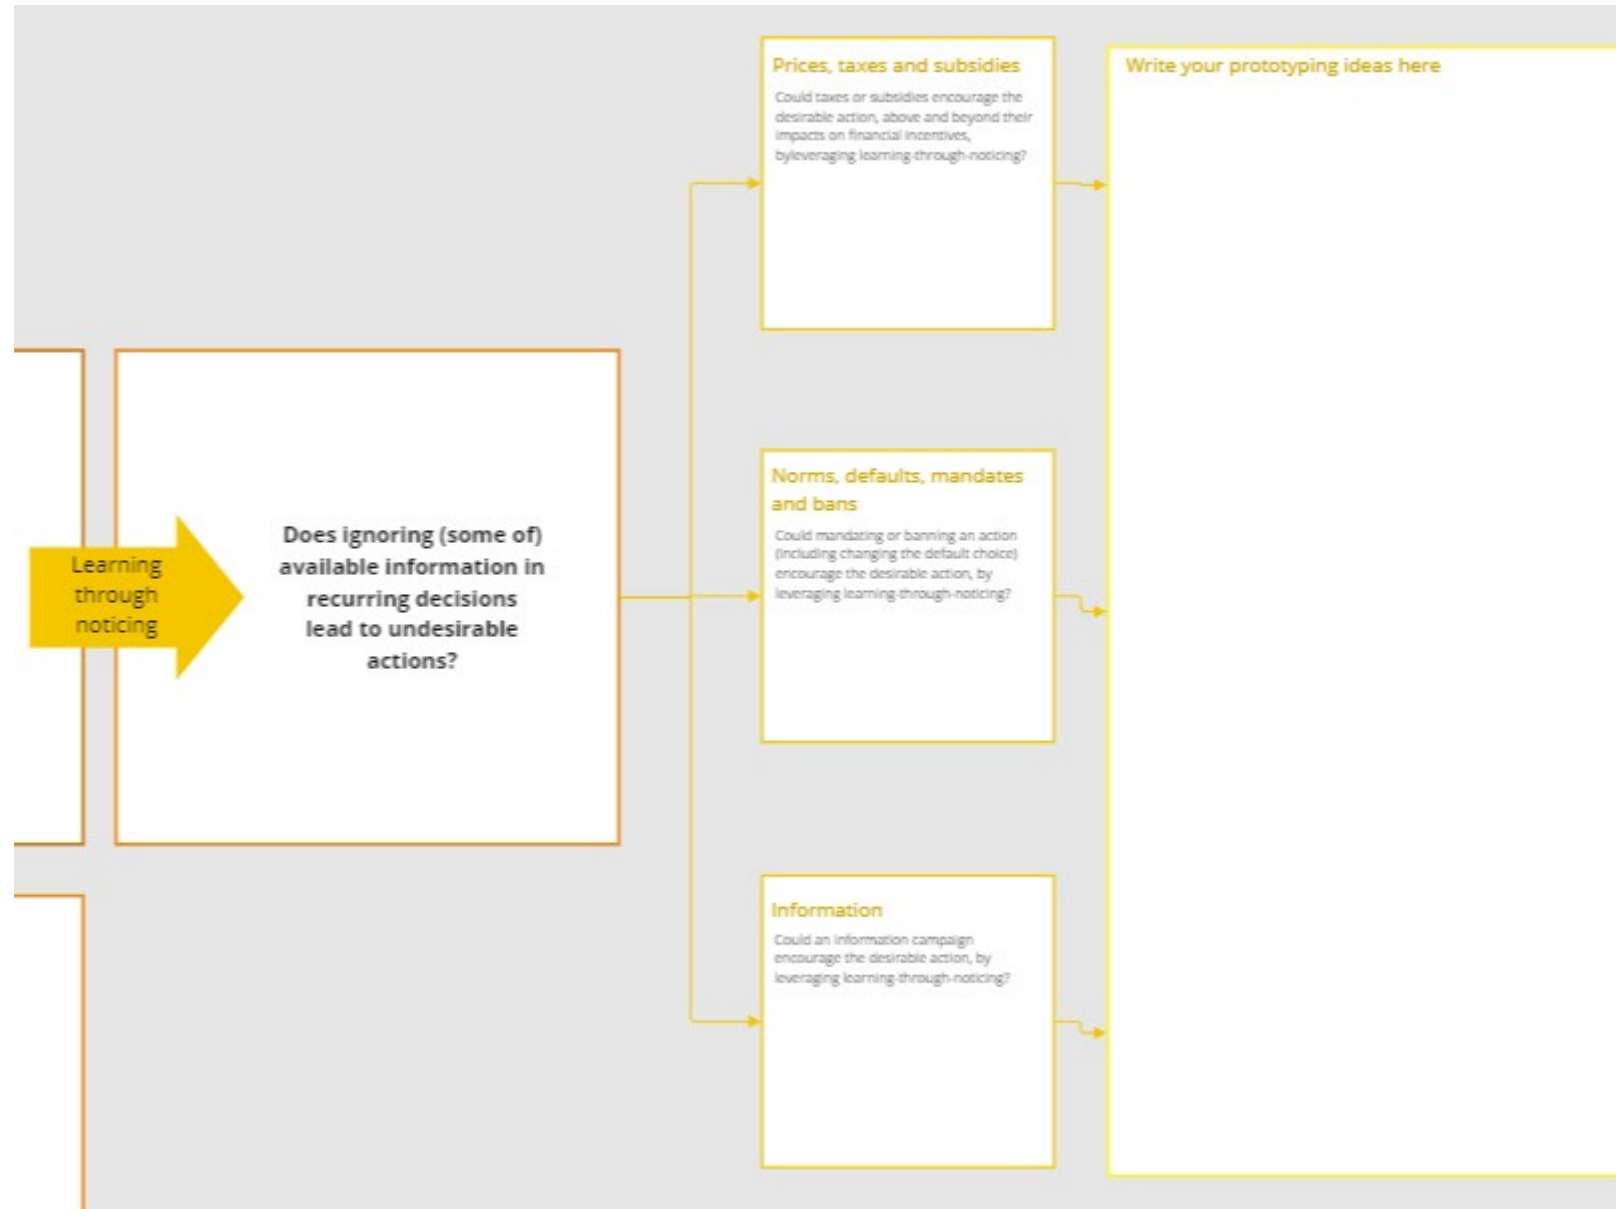 Learning
through
noticing
Does ignoring (some of)
available information in
recurring decisions
lead to undesirable
actions?
Prices, taxes and subsidies
Could taxes or subsidies encourage the
desirable action, above and beyond their
impacts on financial incentives,
byleveraging learning-through-noticing?
Norms, defaults, mandates
and bans
Could mandating or banning an action
(including changing the default choice)
encourage the desirable action, by
leveraging learning-through-noticing?
Information
Could an information campaign
encourage the desirable action, by
leveraging learning-through-noticing?
Write your prototyping ideas here